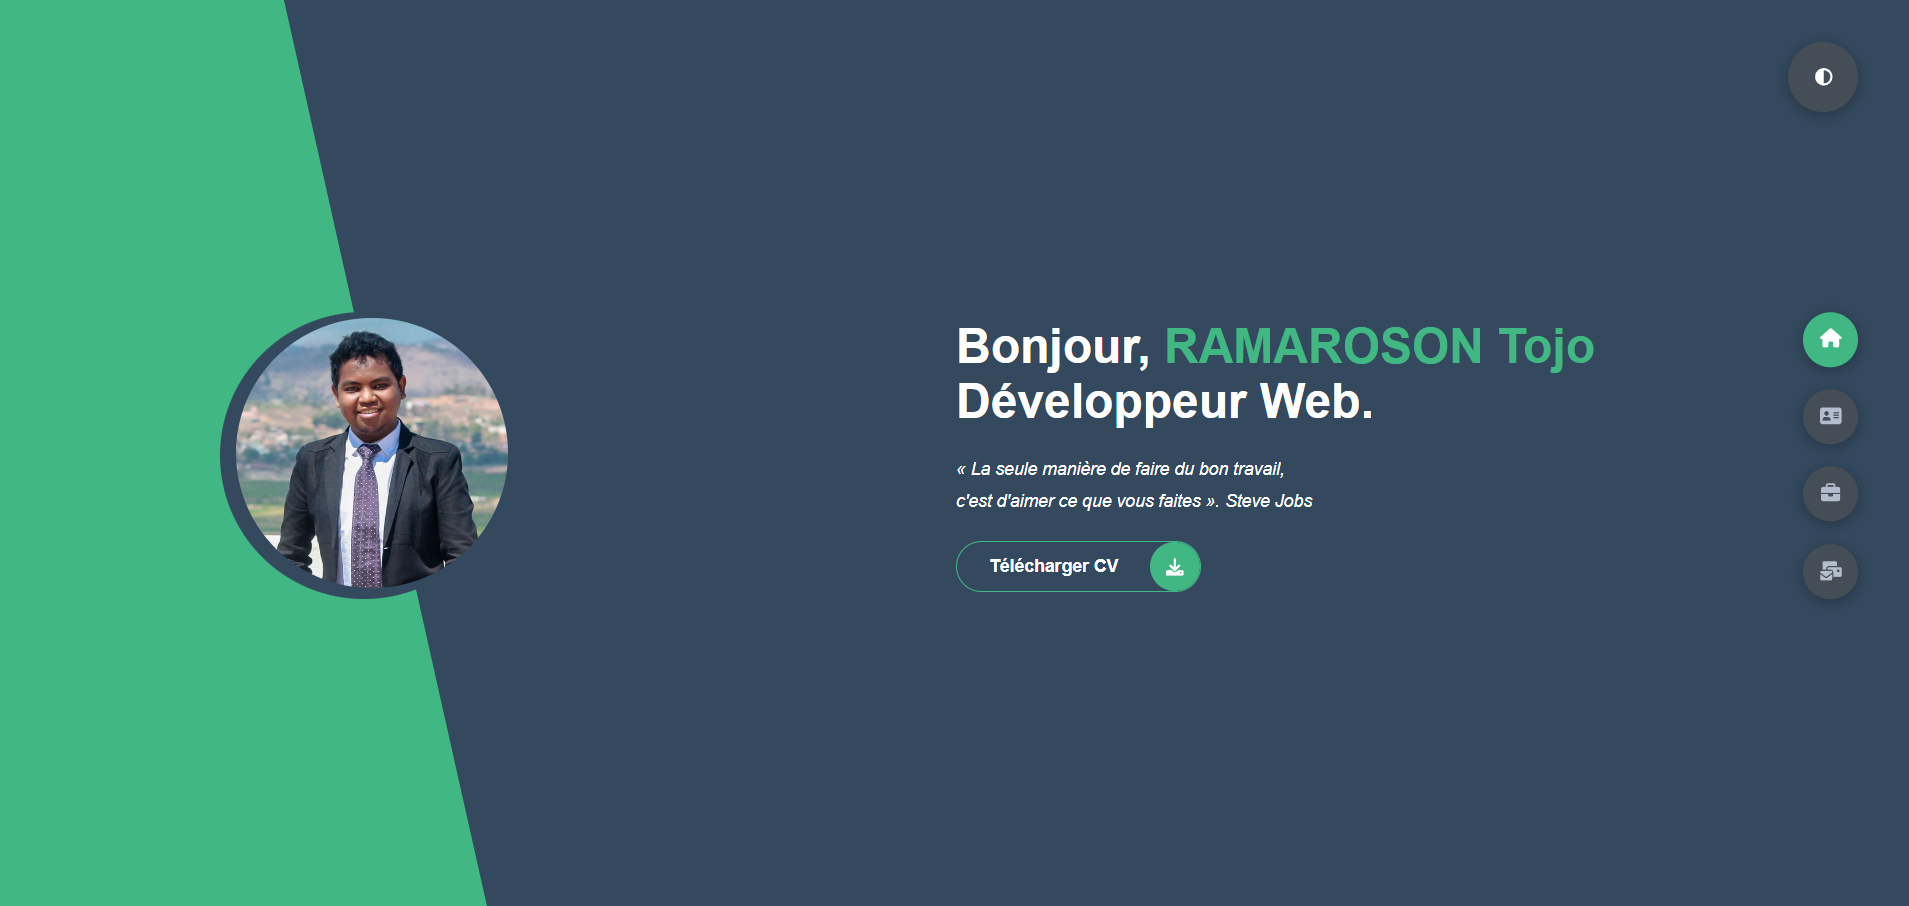 Bonjour, RAMAROSON Tojo
Développeur Web.
« La seule manière de faire du bon travail,
c'est d'aimer ce que vous faites ». Steve Jobs
Télécharger CV